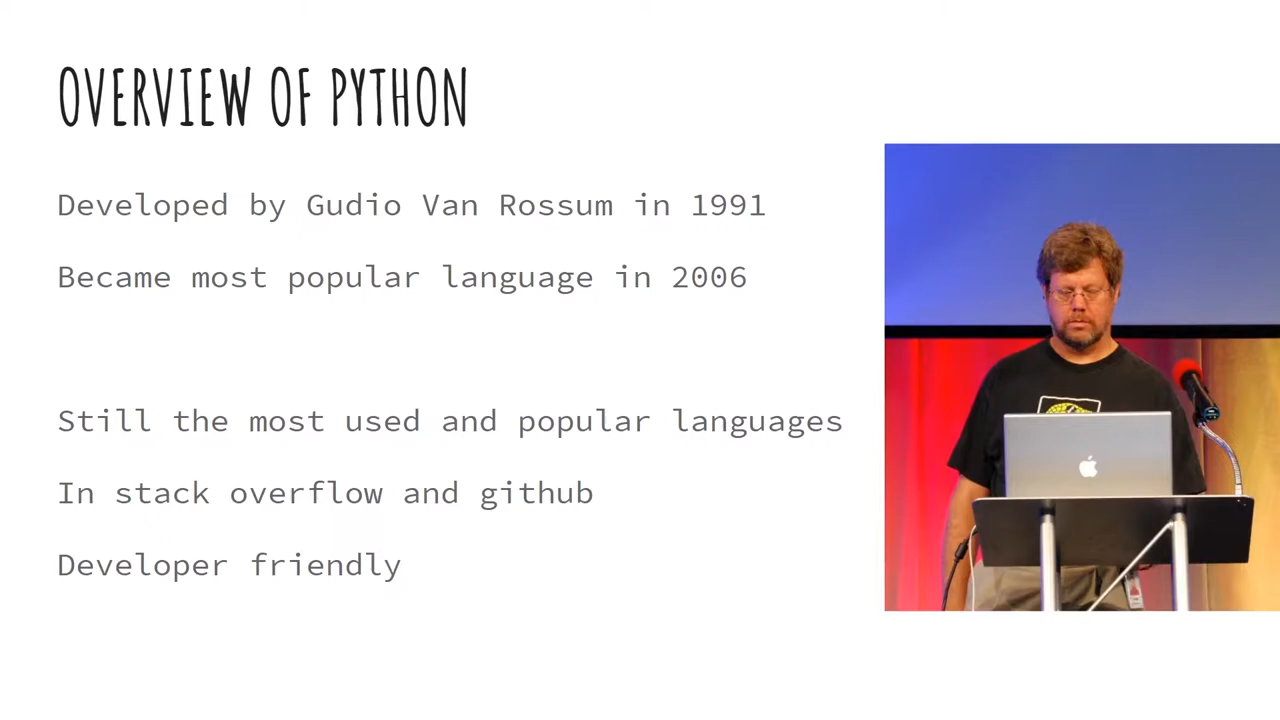 OVERVIEW OF PYTHON
Developed by Gudio Van Rossum in 1991
Became most popular language in 2006
Still the most used and popular languages
In stack overflow and github
Developer friendly